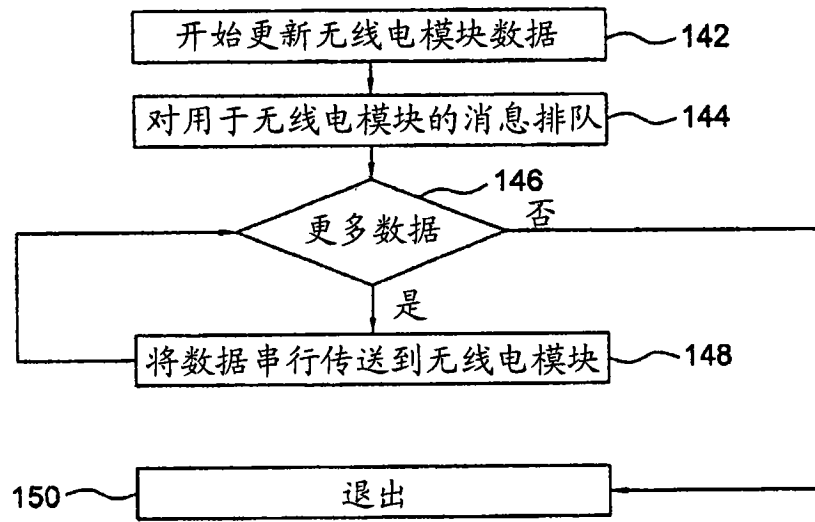 开始更新无线电模块数据 142
对用于无线电模块的消息排队 144
146
更多数据 否
是
将数据串行传送到无线电模块 148
150 退出